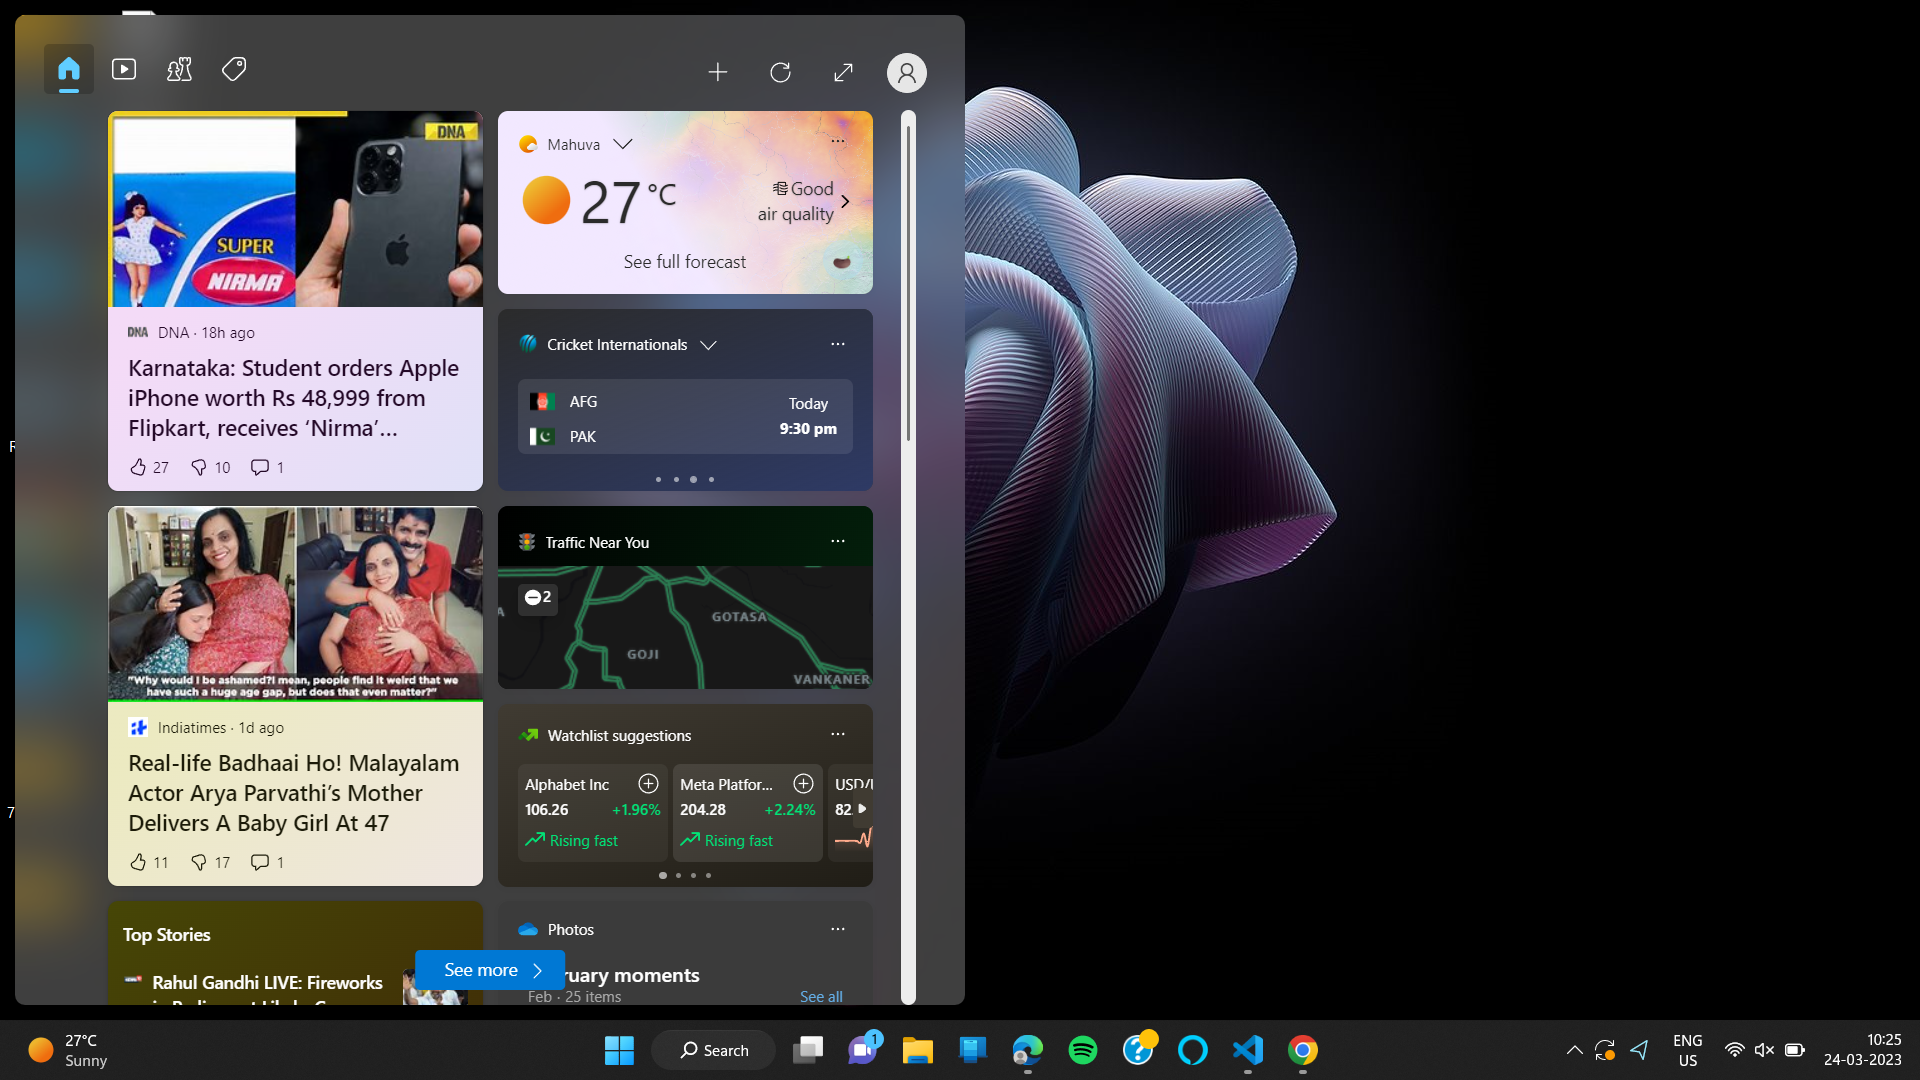 DNA
SUPER
NIRMA
DNA
DNA · 18h ago
Karnataka: Student orders Apple
iPhone worth Rs 48,999 from
Flipkart, receives ‘Nirma’...
27
10
1
Mahuva
27 °C
Good
air quality
See full forecast
Cricket Internationals
AFG
PAK
Today
9:30 pm
Traffic Near You
2
GOTASA
GOJI
VANKANER
"Why would I be ashamed?I mean, people find it weird that we
have such a huge age gap, but does that even matter?"
Indiatimes · 1d ago
Real-life Badhaai Ho! Malayalam
Actor Arya Parvathi’s Mother
Delivers A Baby Girl At 47
11
17
1
Watchlist suggestions
Alphabet Inc
106.26 +1.96%
Rising fast
Meta Platfor...
204.28 +2.24%
Rising fast
82.
Top Stories
Rahul Gandhi LIVE: Fireworks
See more
Photos
moments
Feb · 25 items
See all
27°C
Sunny
Search
1
ENG
US
10:25
24-03-2023